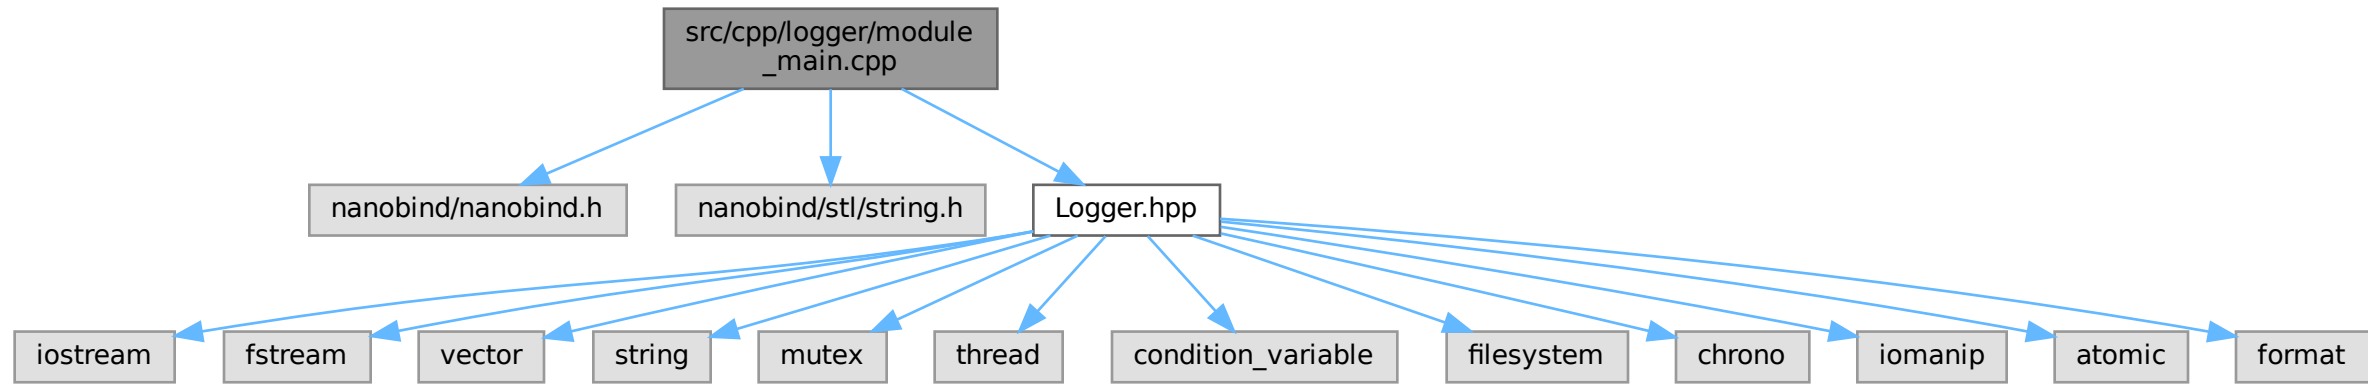 src/cpp/logger/module
_main.cpp
nanobind/nanobind.h
nanobind/stl/string.h
Logger.hpp
iostream
fstream
vector
string
mutex
thread
condition_variable
filesystem
chrono
iomanip
atomic
format